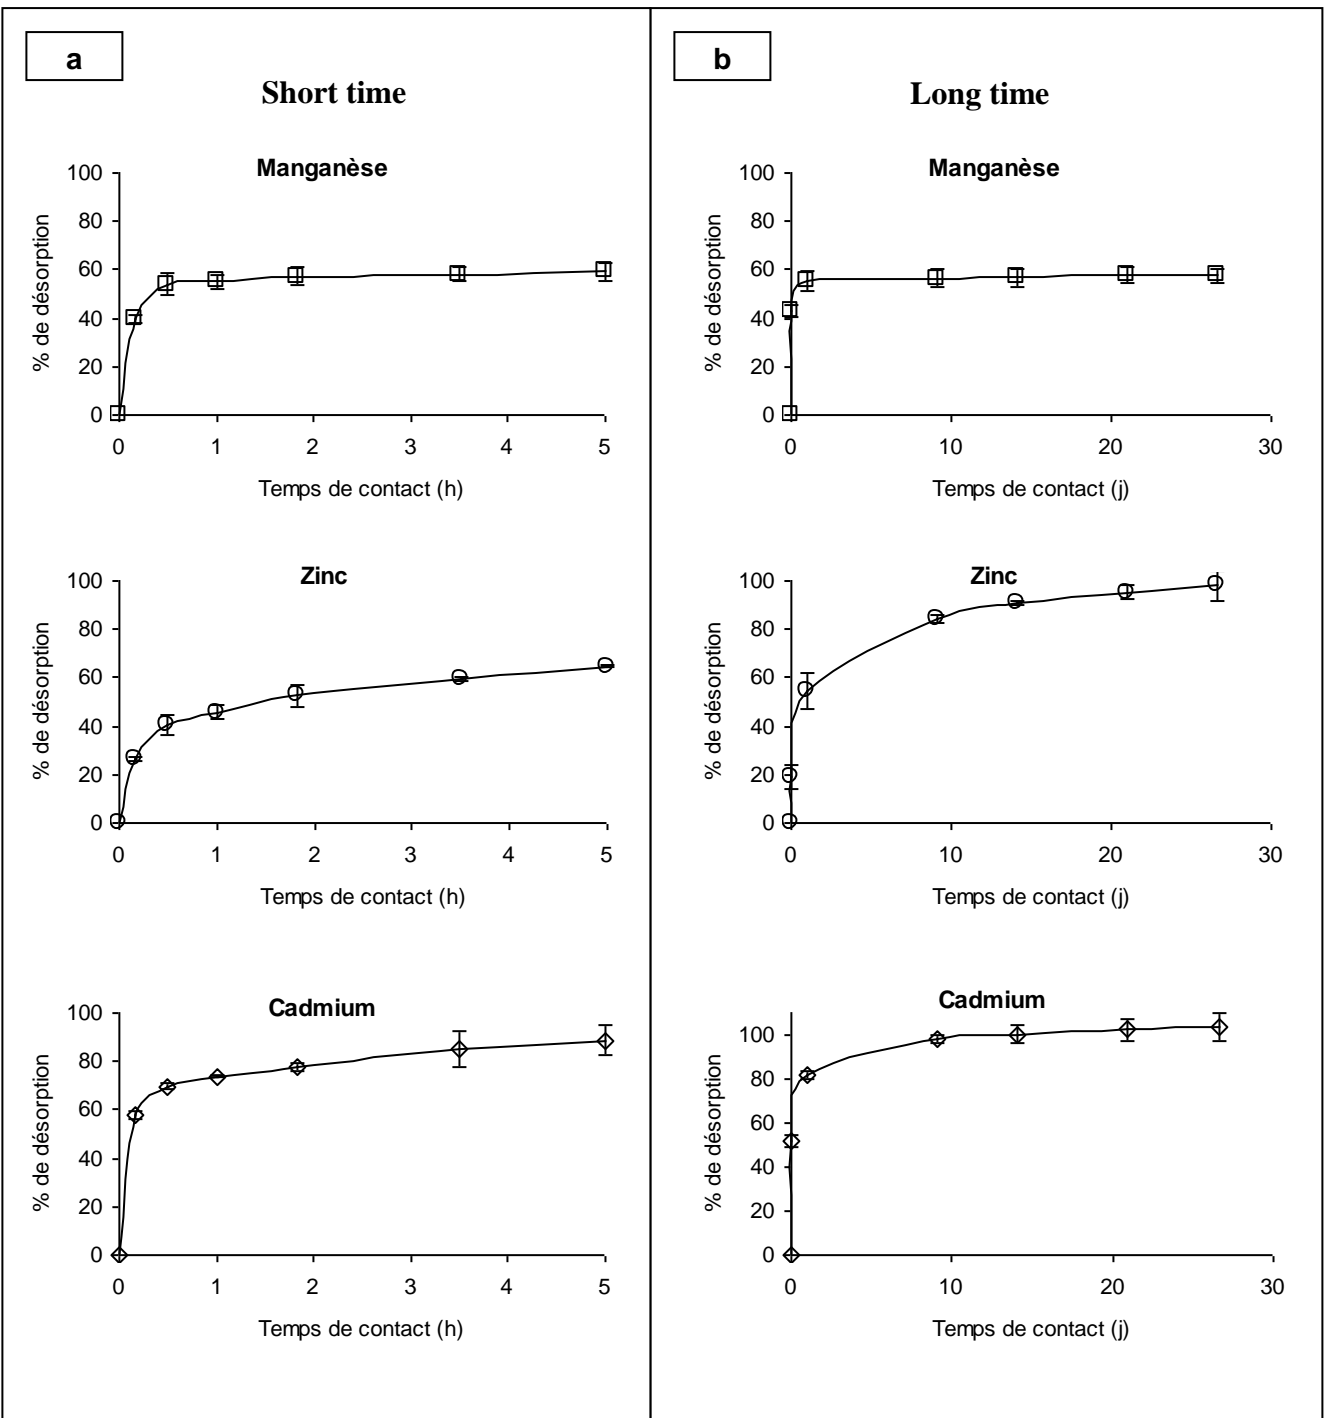 a
Short time
Manganèse
100
80
60
40
20
0
% de désorption
0 1 2 3 4 5
Temps de contact (h)
Zinc
100
80
60
40
20
0
% de désorption
0 1 2 3 4 5
Temps de contact (h)
Cadmium
100
80
60
40
20
0
% de désorption
0 1 2 3 4 5
Temps de contact (h)
b
Long time
Manganèse
100
80
60
40
20
0
% de désorption
0 10 20 30
Temps de contact (j)
Zinc
100
80
60
40
20
0
% de désorption
0 10 20 30
Temps de contact (j)
Cadmium
100
80
60
40
20
0
% de désorption
0 10 20 30
Temps de contact (j)